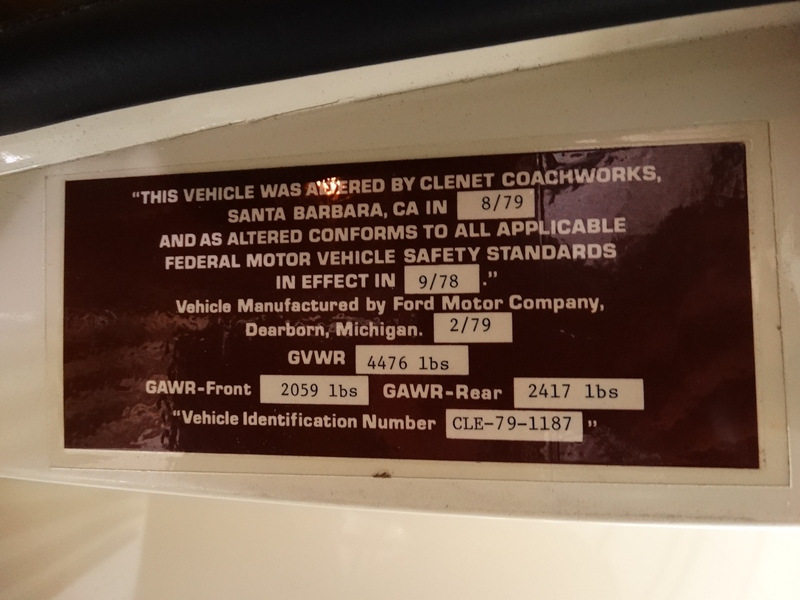 “THIS VEHICLE WAS ALTERED BY CLENET COACHWORKS,
SANTA BARBARA, CA IN 8/79
AND AS ALTERED CONFORMS TO ALL APPLICABLE
FEDERAL MOTOR VEHICLE SAFETY STANDARDS
IN EFFECT IN 9/78.”
Vehicle Manufactured by Ford Motor Company,
Dearborn, Michigan. 2/79
GVWR 4476 lbs
GAWR-Front 2059 lbs GAWR-Rear 2417 lbs
“Vehicle Identification Number CLE-79-1187”